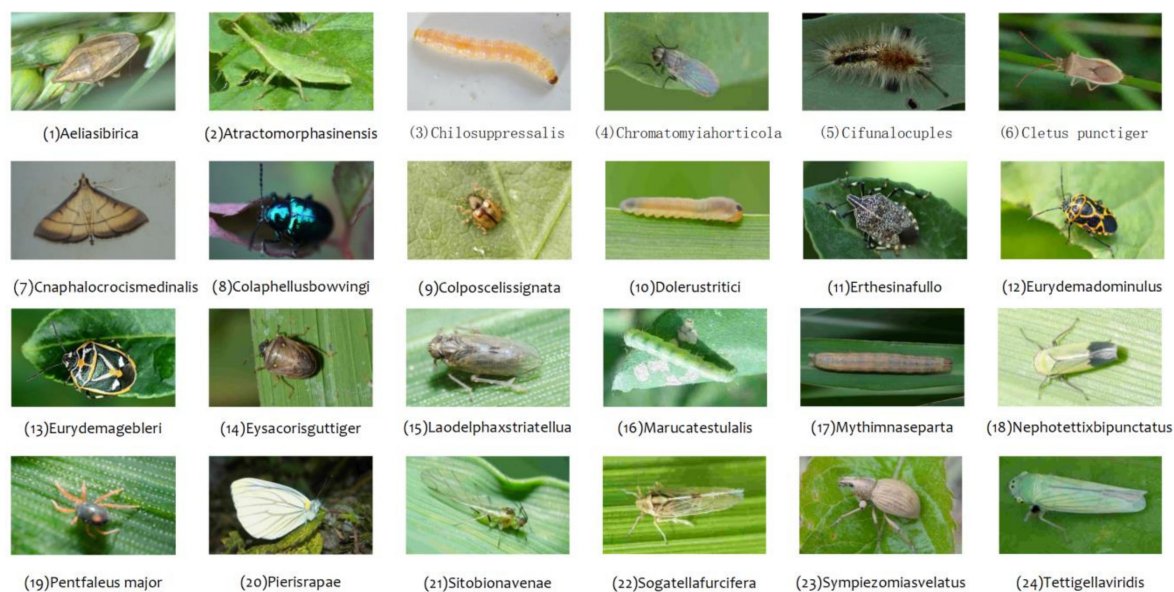 (1)Aeliasibirica
(2)Atractomorphasinensis
(3)Chilosuppressalis
(4)Chromatomyiahorticola
(5)Cifunalocuples
(6)Cletus punctiger
(7)Cnaphalocrocismedinalis
(8)Colaphellusbowvingi
(9)Colposcelissignata
(10)Dolerustritici
(11)Erthesinafullo
(12)Eurydemadominulus
(13)Eurydemagebleri
(14)Eysacorisguttiger
(15)Laodelphaxstriatellua
(16)Marucatestulalis
(17)Mythimnaseparta
(18)Nephotettixbipunctatus
(19)Pentfaleus major
(20)Pierisrapae
(21)Sitobionavenae
(22)Sogatellafurcifera
(23)Sympiezomiasvelatus
(24)Tettigellaviridis